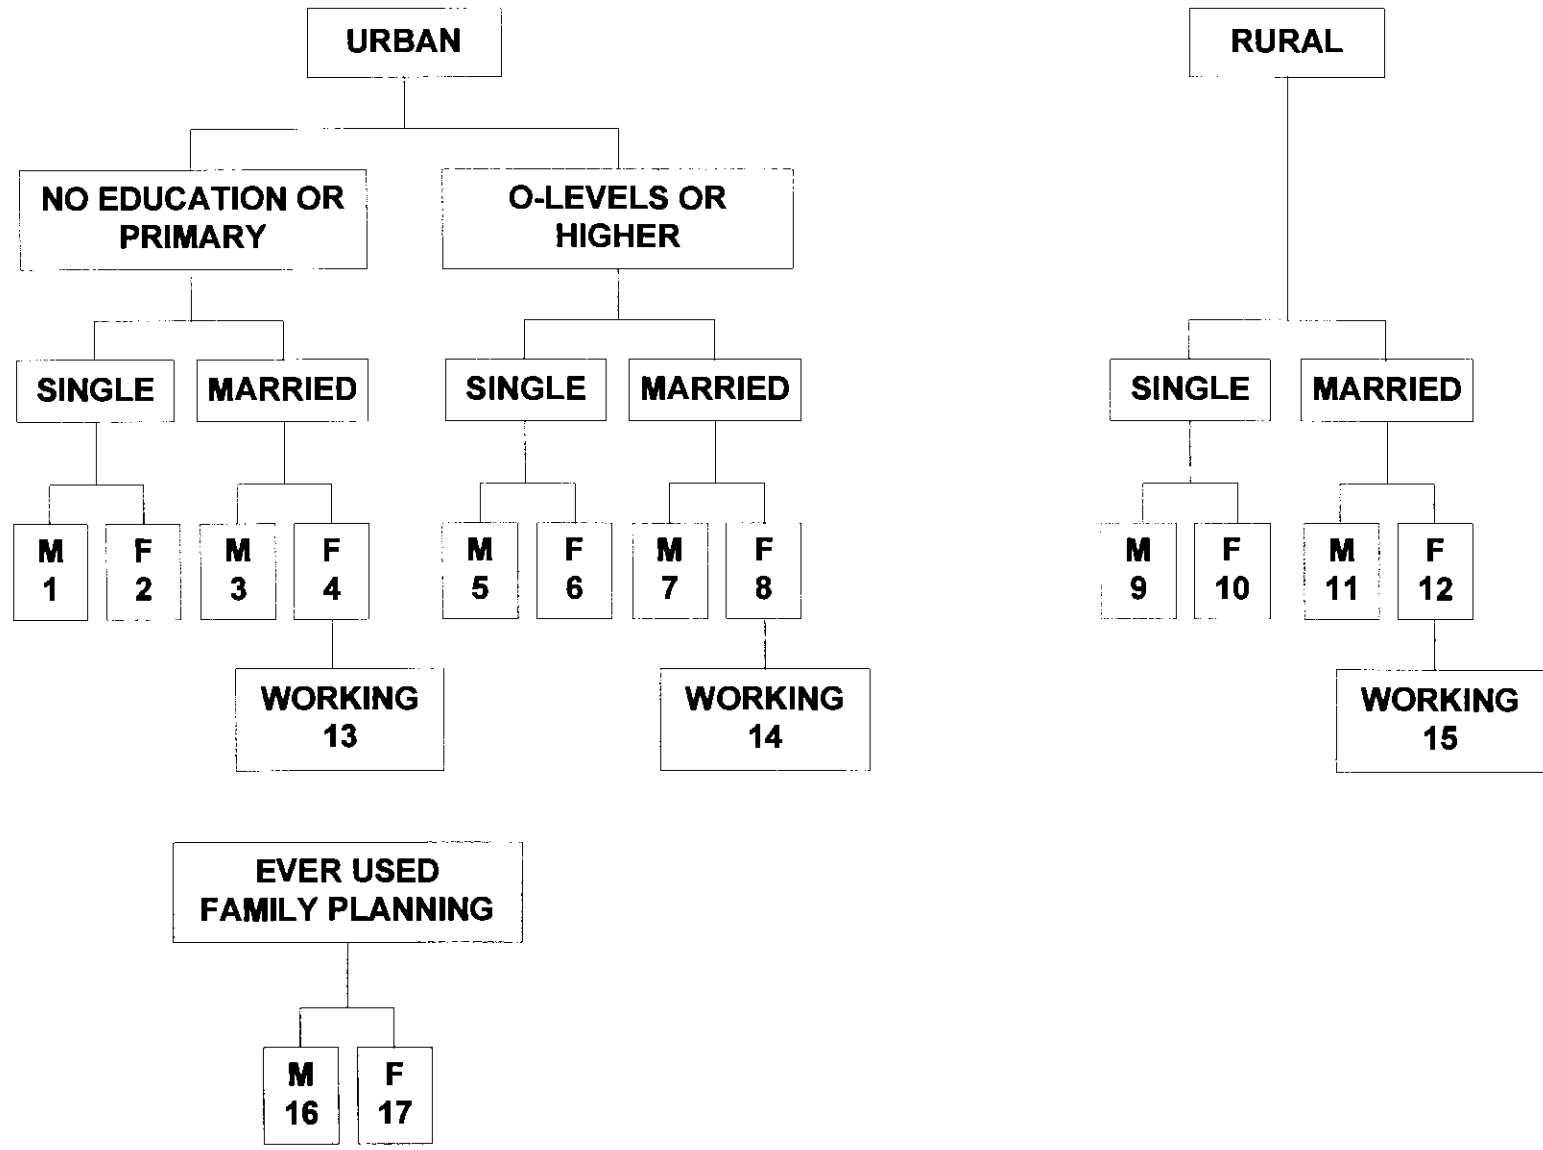 URBAN
RURAL
NO EDUCATION OR
PRIMARY
O-LEVELS OR
HIGHER
SINGLE
MARRIED
SINGLE
MARRIED
SINGLE
MARRIED
M
1
F
2
M
3
F
4
M
5
F
6
M
7
F
8
M
9
F
10
M
11
F
12
WORKING
13
WORKING
14
WORKING
15
EVER USED
FAMILY PLANNING
M
16
F
17